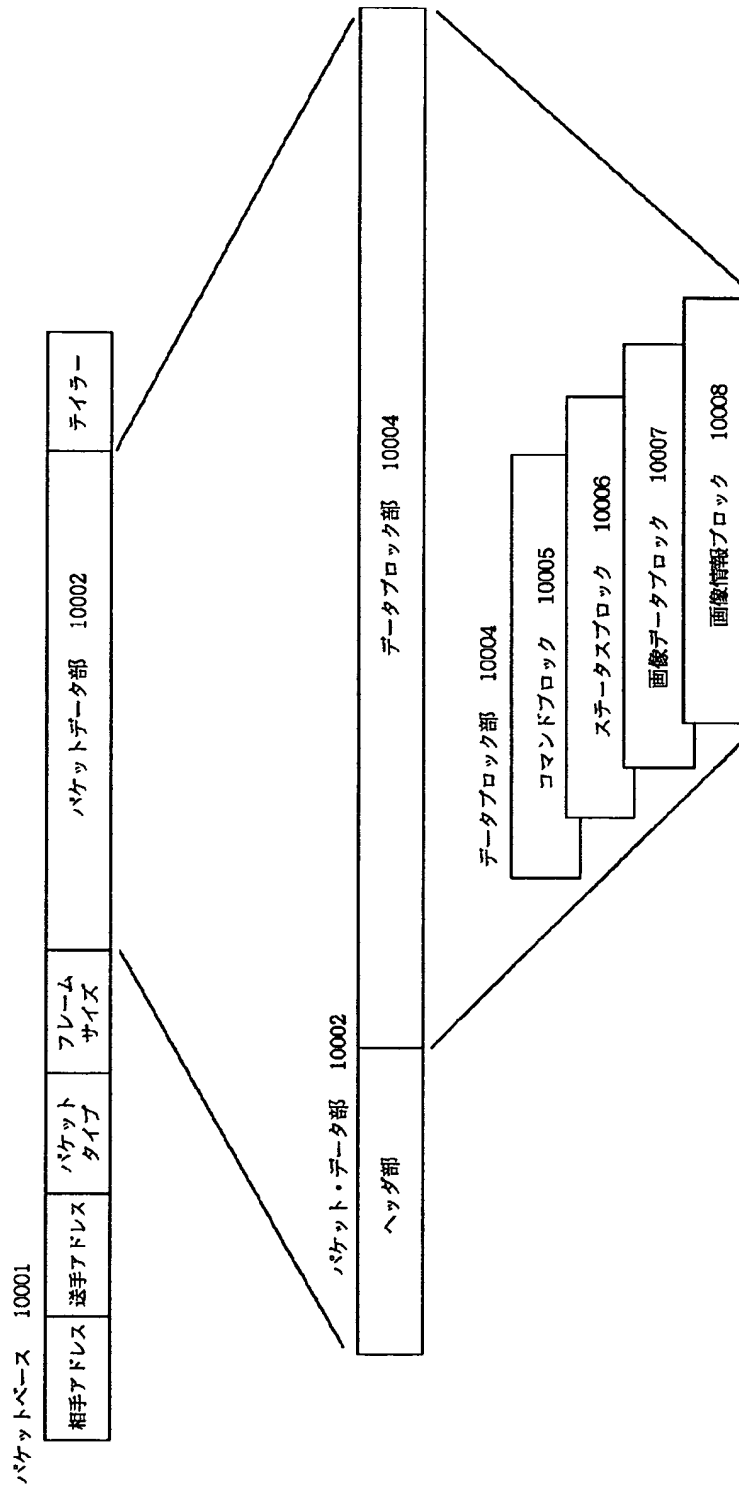 パケットベース 10001
相手アドレス
送手アドレス
パケット
タイプ
フレーム
サイズ
パケットデータ部 10002
テイラー
パケット・データ部 10002
ヘッダ部
データブロック部 10004
データブロック部 10004
コマンドブロック 10005
ステータスブロック 10006
画像データブロック 10007
画像情報ブロック 10008